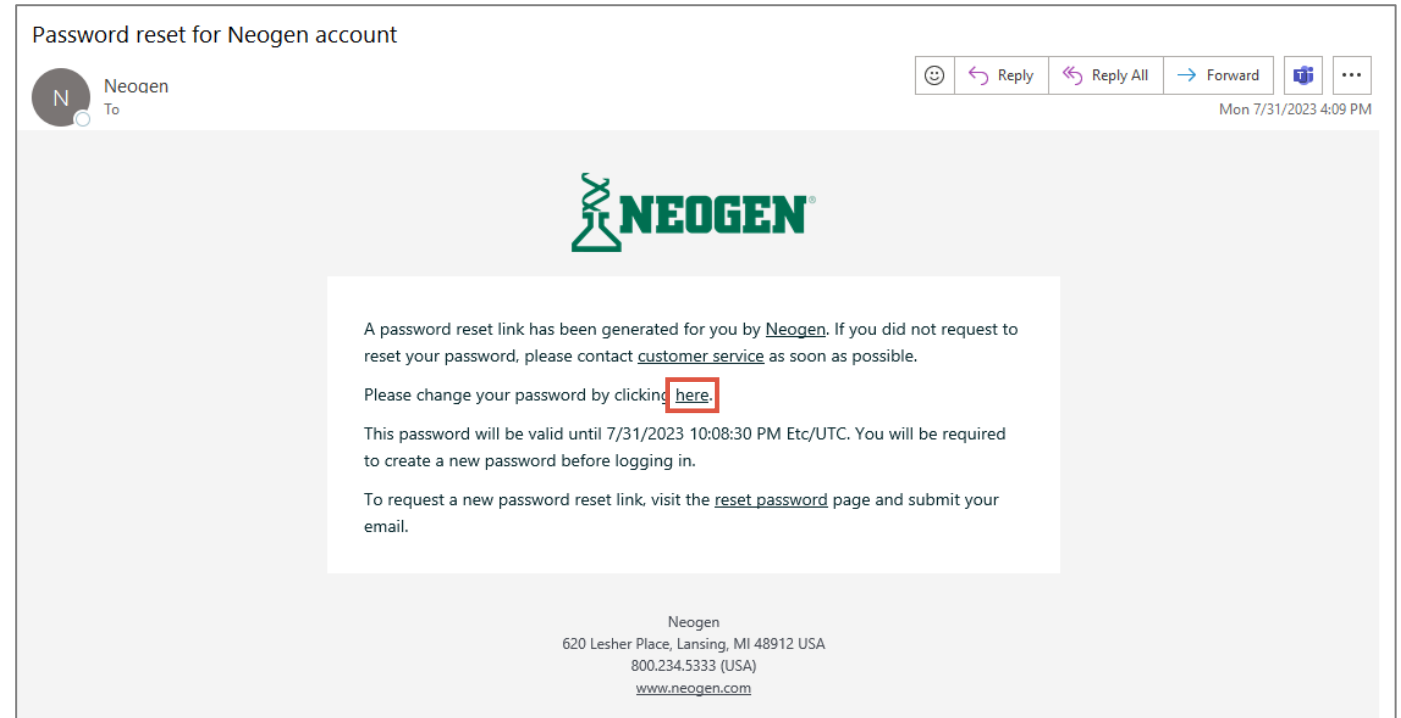 Password reset for Neogen account
N
Neogen
To
Reply
Reply All
Forward
Mon 7/31/2023 4:09 PM
NEOGEN®
A password reset link has been generated for you by Neogen. If you did not request to
reset your password, please contact customer service as soon as possible.
Please change your password by clicking here.
This password will be valid until 7/31/2023 10:08:30 PM Etc/UTC. You will be required
to create a new password before logging in.
To request a new password reset link, visit the reset password page and submit your
email.
Neogen
620 Lesher Place, Lansing, MI 48912 USA
800.234.5333 (USA)
www.neogen.com